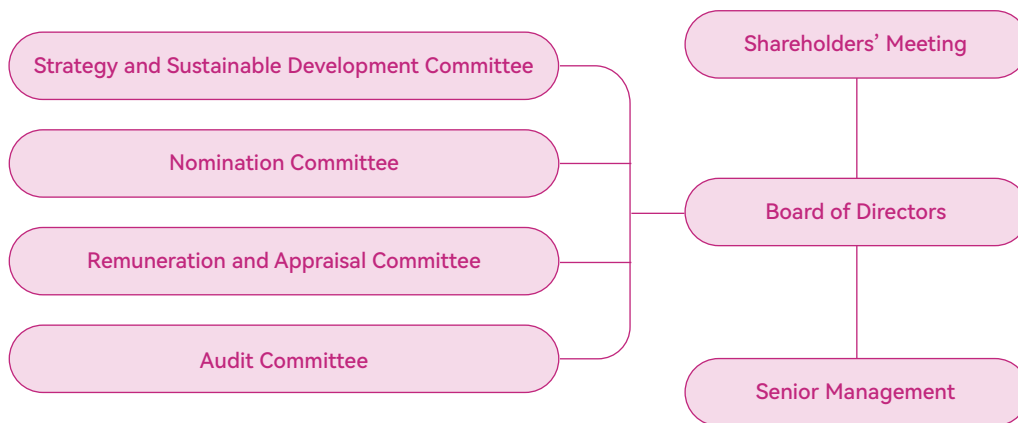 Strategy and Sustainable Development Committee
Nomination Committee
Remuneration and Appraisal Committee
Audit Committee
Shareholders’ Meeting
Board of Directors
Senior Management